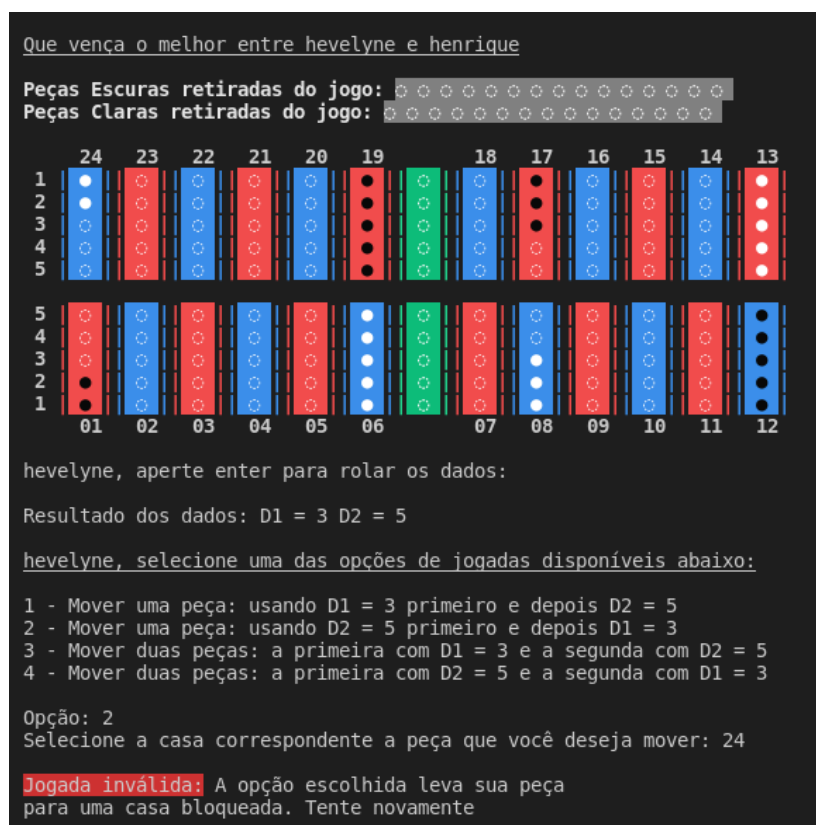 Que vença o melhor entre hevelyne e henrique
Peças Escuras retiradas do jogo:
Peças Claras retiradas do jogo:
24 23 22 21 20 19 18 17 16 15 14 13
1
2
3
4
5
5
4
3
2
1
01 02 03 04 05 06 07 08 09 10 11 12
hevelyne, aperte enter para rolar os dados:
Resultado dos dados: D1 = 3 D2 = 5
hevelyne, selecione uma das opções de jogadas disponíveis abaixo:
1 - Mover uma peça: usando D1 = 3 primeiro e depois D2 = 5
2 - Mover uma peça: usando D2 = 5 primeiro e depois D1 = 3
3 - Mover duas peças: a primeira com D1 = 3 e a segunda com D2 = 5
4 - Mover duas peças: a primeira com D2 = 5 e a segunda com D1 = 3
Opção: 2
Selecione a casa correspondente a peça que você deseja mover: 24
Jogada inválida: A opção escolhida leva sua peça
para uma casa bloqueada. Tente novamente